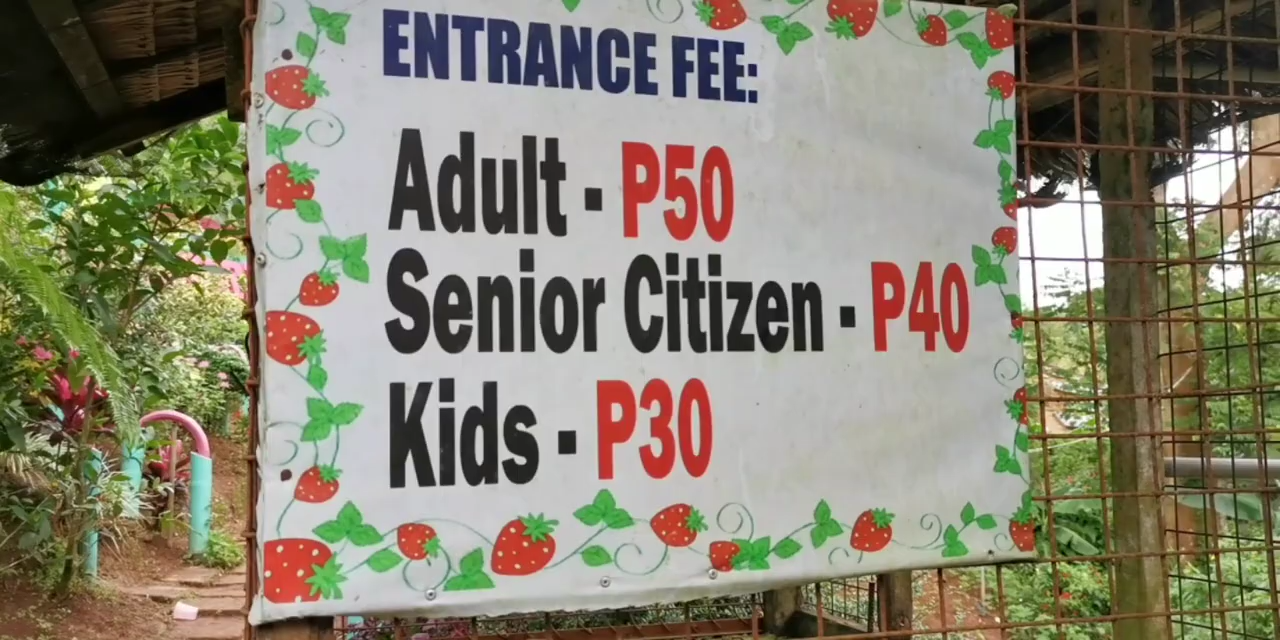 ENTRANCE FEE:
Adult - P50
Senior Citizen - P40
Kids - P30